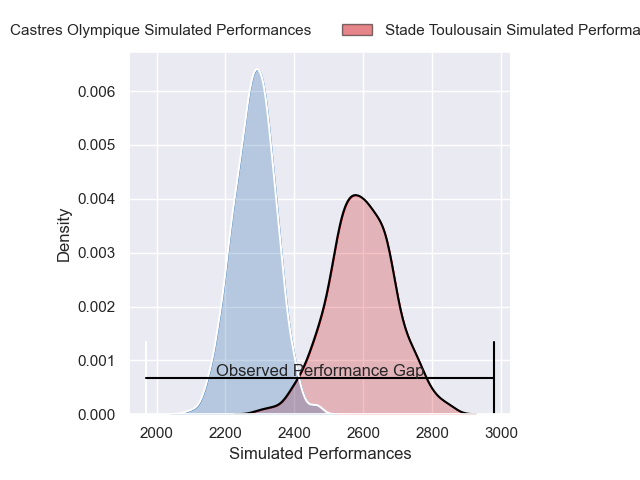 Castres Olympique Simulated Performances
Stade Toulousain Simulated Performa
0.006
0.005
0.004
0.003
0.002
0.001
0.000
Density
Observed Performance Gap
2000 2200 2400 2600 2800 3000
Simulated Performances